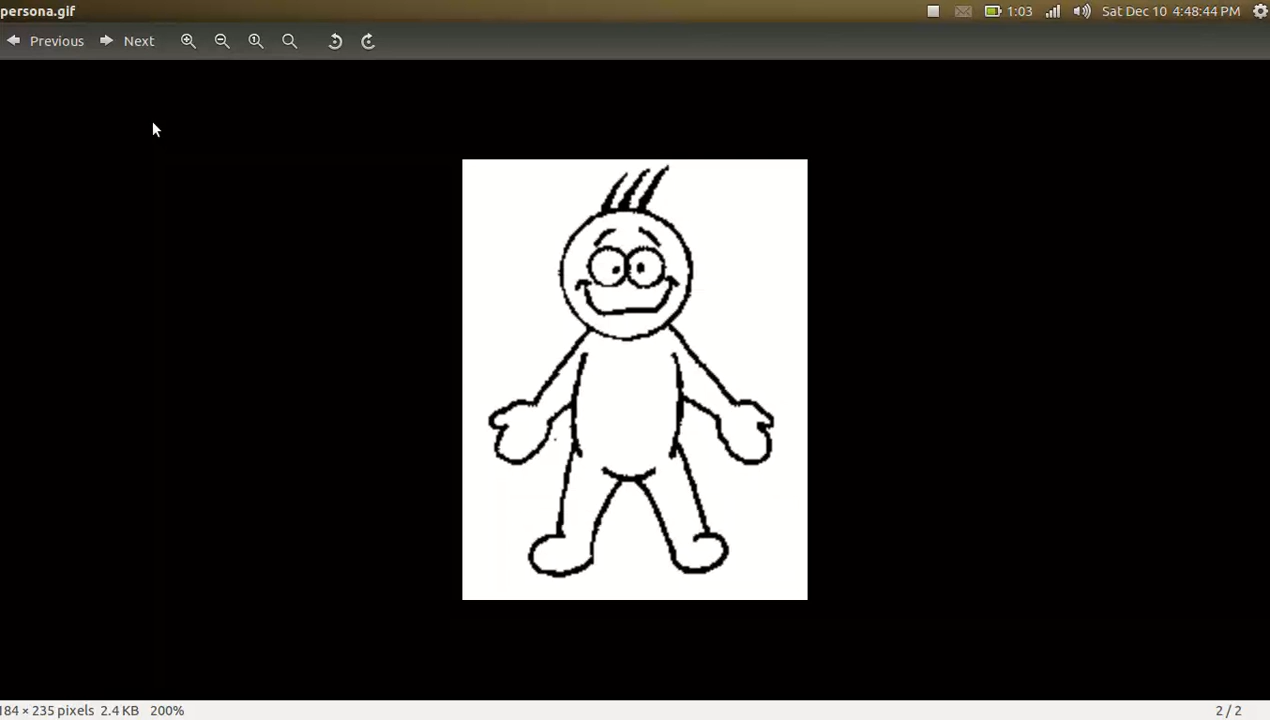 persona.gif
1:03
Sat Dec 10 4:48:44 PM
Previous
Next
184 × 235 pixels 2.4 KB 200%
2 / 2